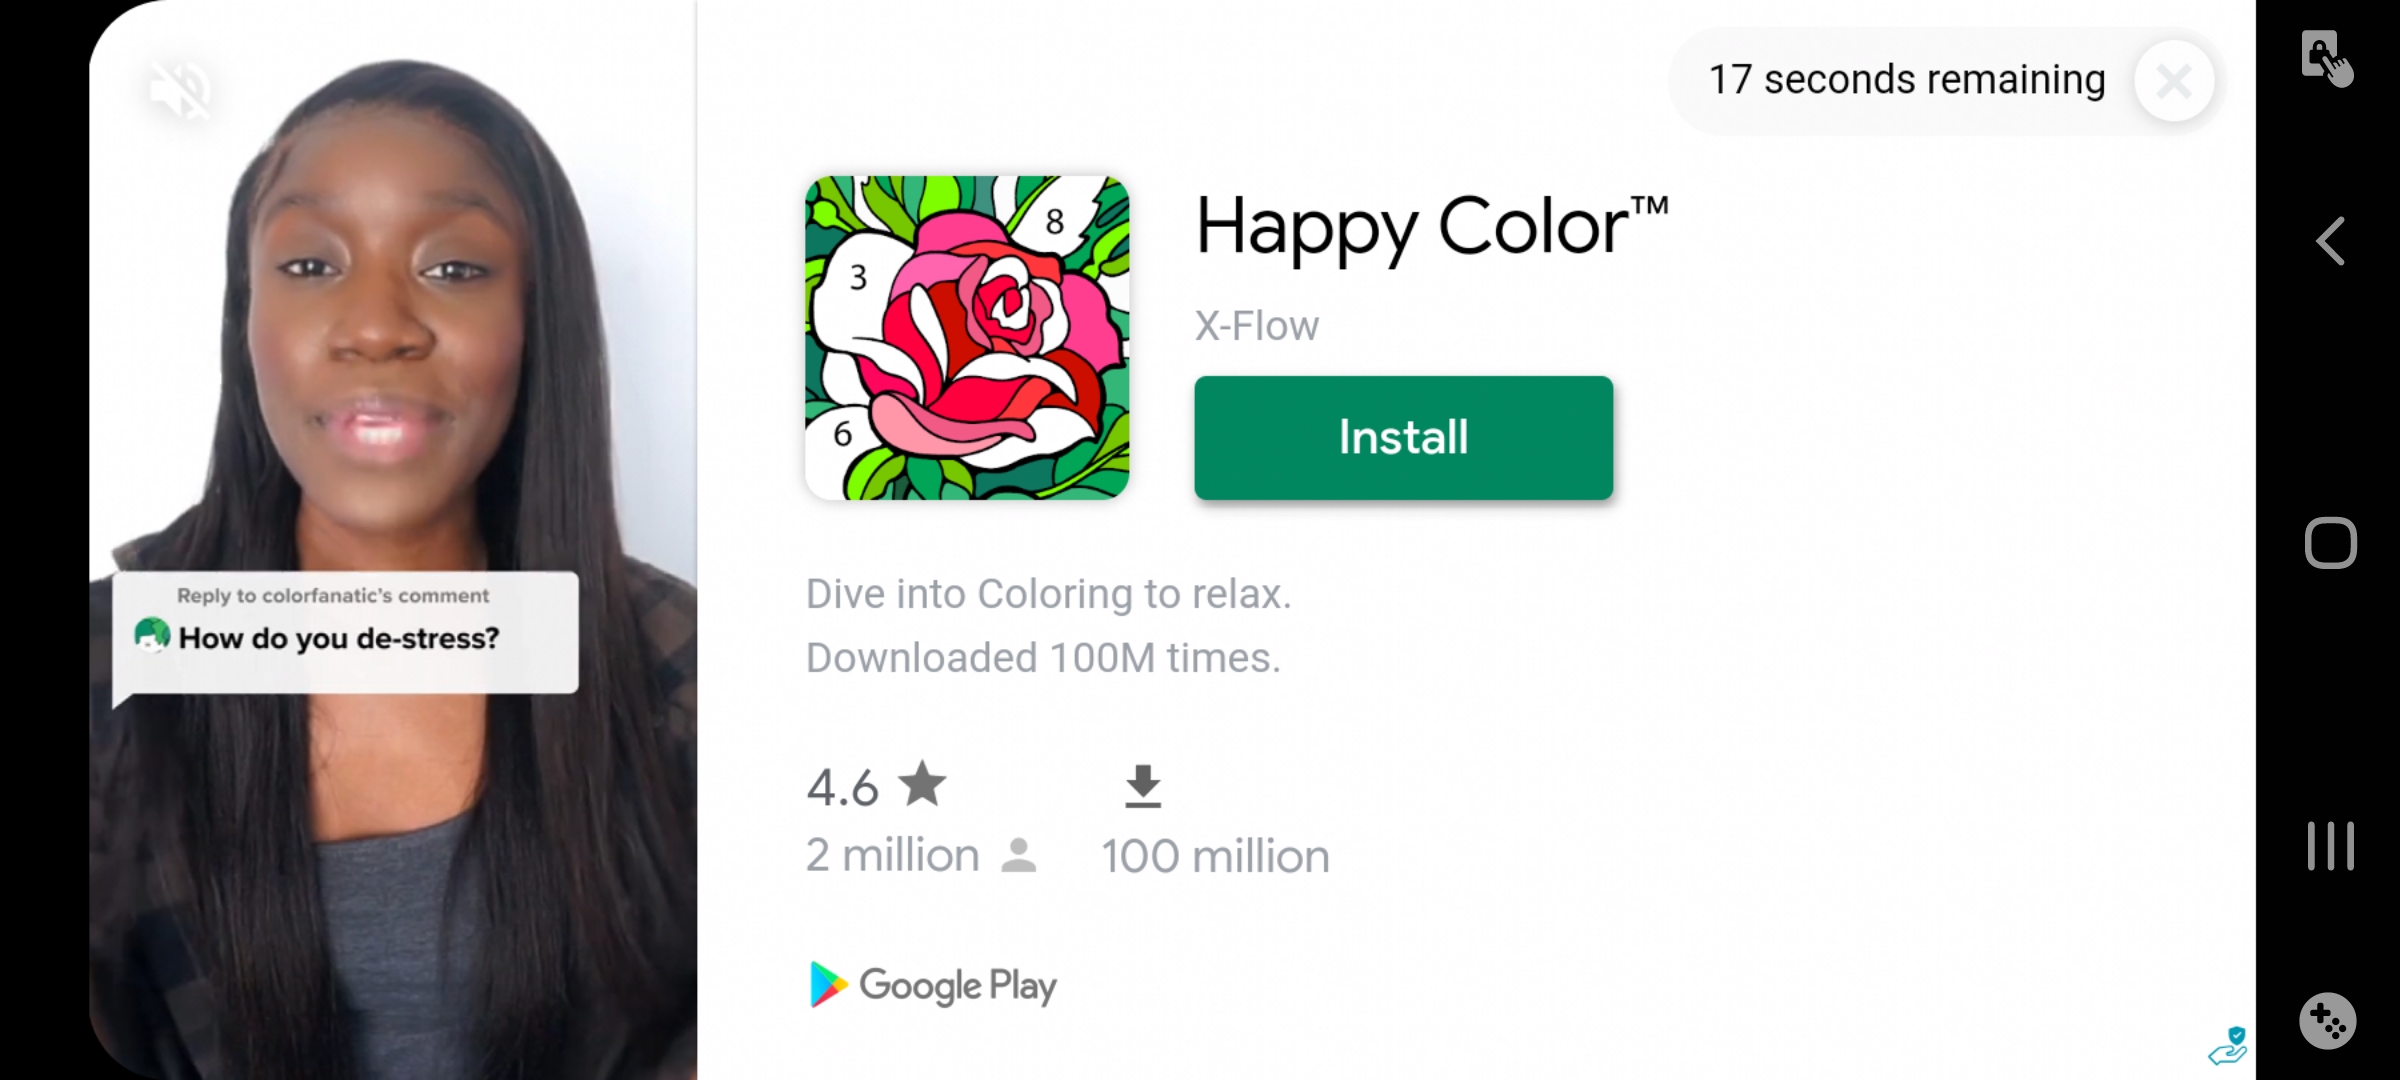 17 seconds remaining
8
3
6
Happy Color™
X-Flow
Install
Reply to colorfanatic's comment
How do you de-stress?
Dive into Coloring to relax.
Downloaded 100M times.
4.6
2 million
100 million
Google Play